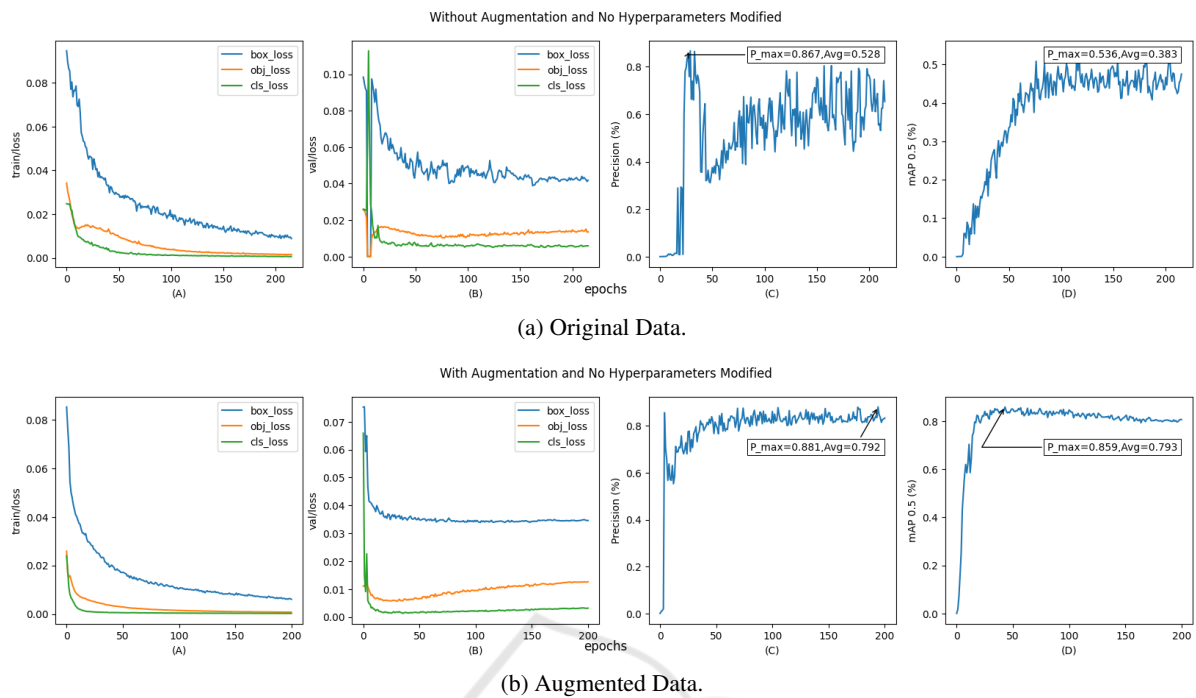 Without Augmentation and No Hyperparameters Modified
train/loss
0.08
0.06
0.04
0.02
0.00
box_loss
obj_loss
cls_loss
0 50 100 150 200
(A)
val/loss
0.10
0.08
0.06
0.04
0.02
0.00
box_loss
obj_loss
cls_loss
0 50 100 150 200
(B)
Precision (%)
0.8
0.6
0.4
0.2
0.0
P_max=0.867,Avg=0.528
0 50 100 150 200
(C)
mAP 0.5 (%)
0.5
0.4
0.3
0.2
0.1
0.0
P_max=0.536,Avg=0.383
0 50 100 150 200
(D)
epochs
(a) Original Data.
With Augmentation and No Hyperparameters Modified
train/loss
0.08
0.06
0.04
0.02
0.00
box_loss
obj_loss
cls_loss
0 50 100 150 200
(A)
val/loss
0.07
0.06
0.05
0.04
0.03
0.02
0.01
0.00
box_loss
obj_loss
cls_loss
0 50 100 150 200
(B)
Precision (%)
0.8
0.6
0.4
0.2
0.0
P_max=0.881,Avg=0.792
0 50 100 150 200
(C)
mAP 0.5 (%)
0.8
0.6
0.4
0.2
0.0
P_max=0.859,Avg=0.793
0 50 100 150 200
(D)
epochs
(b) Augmented Data.